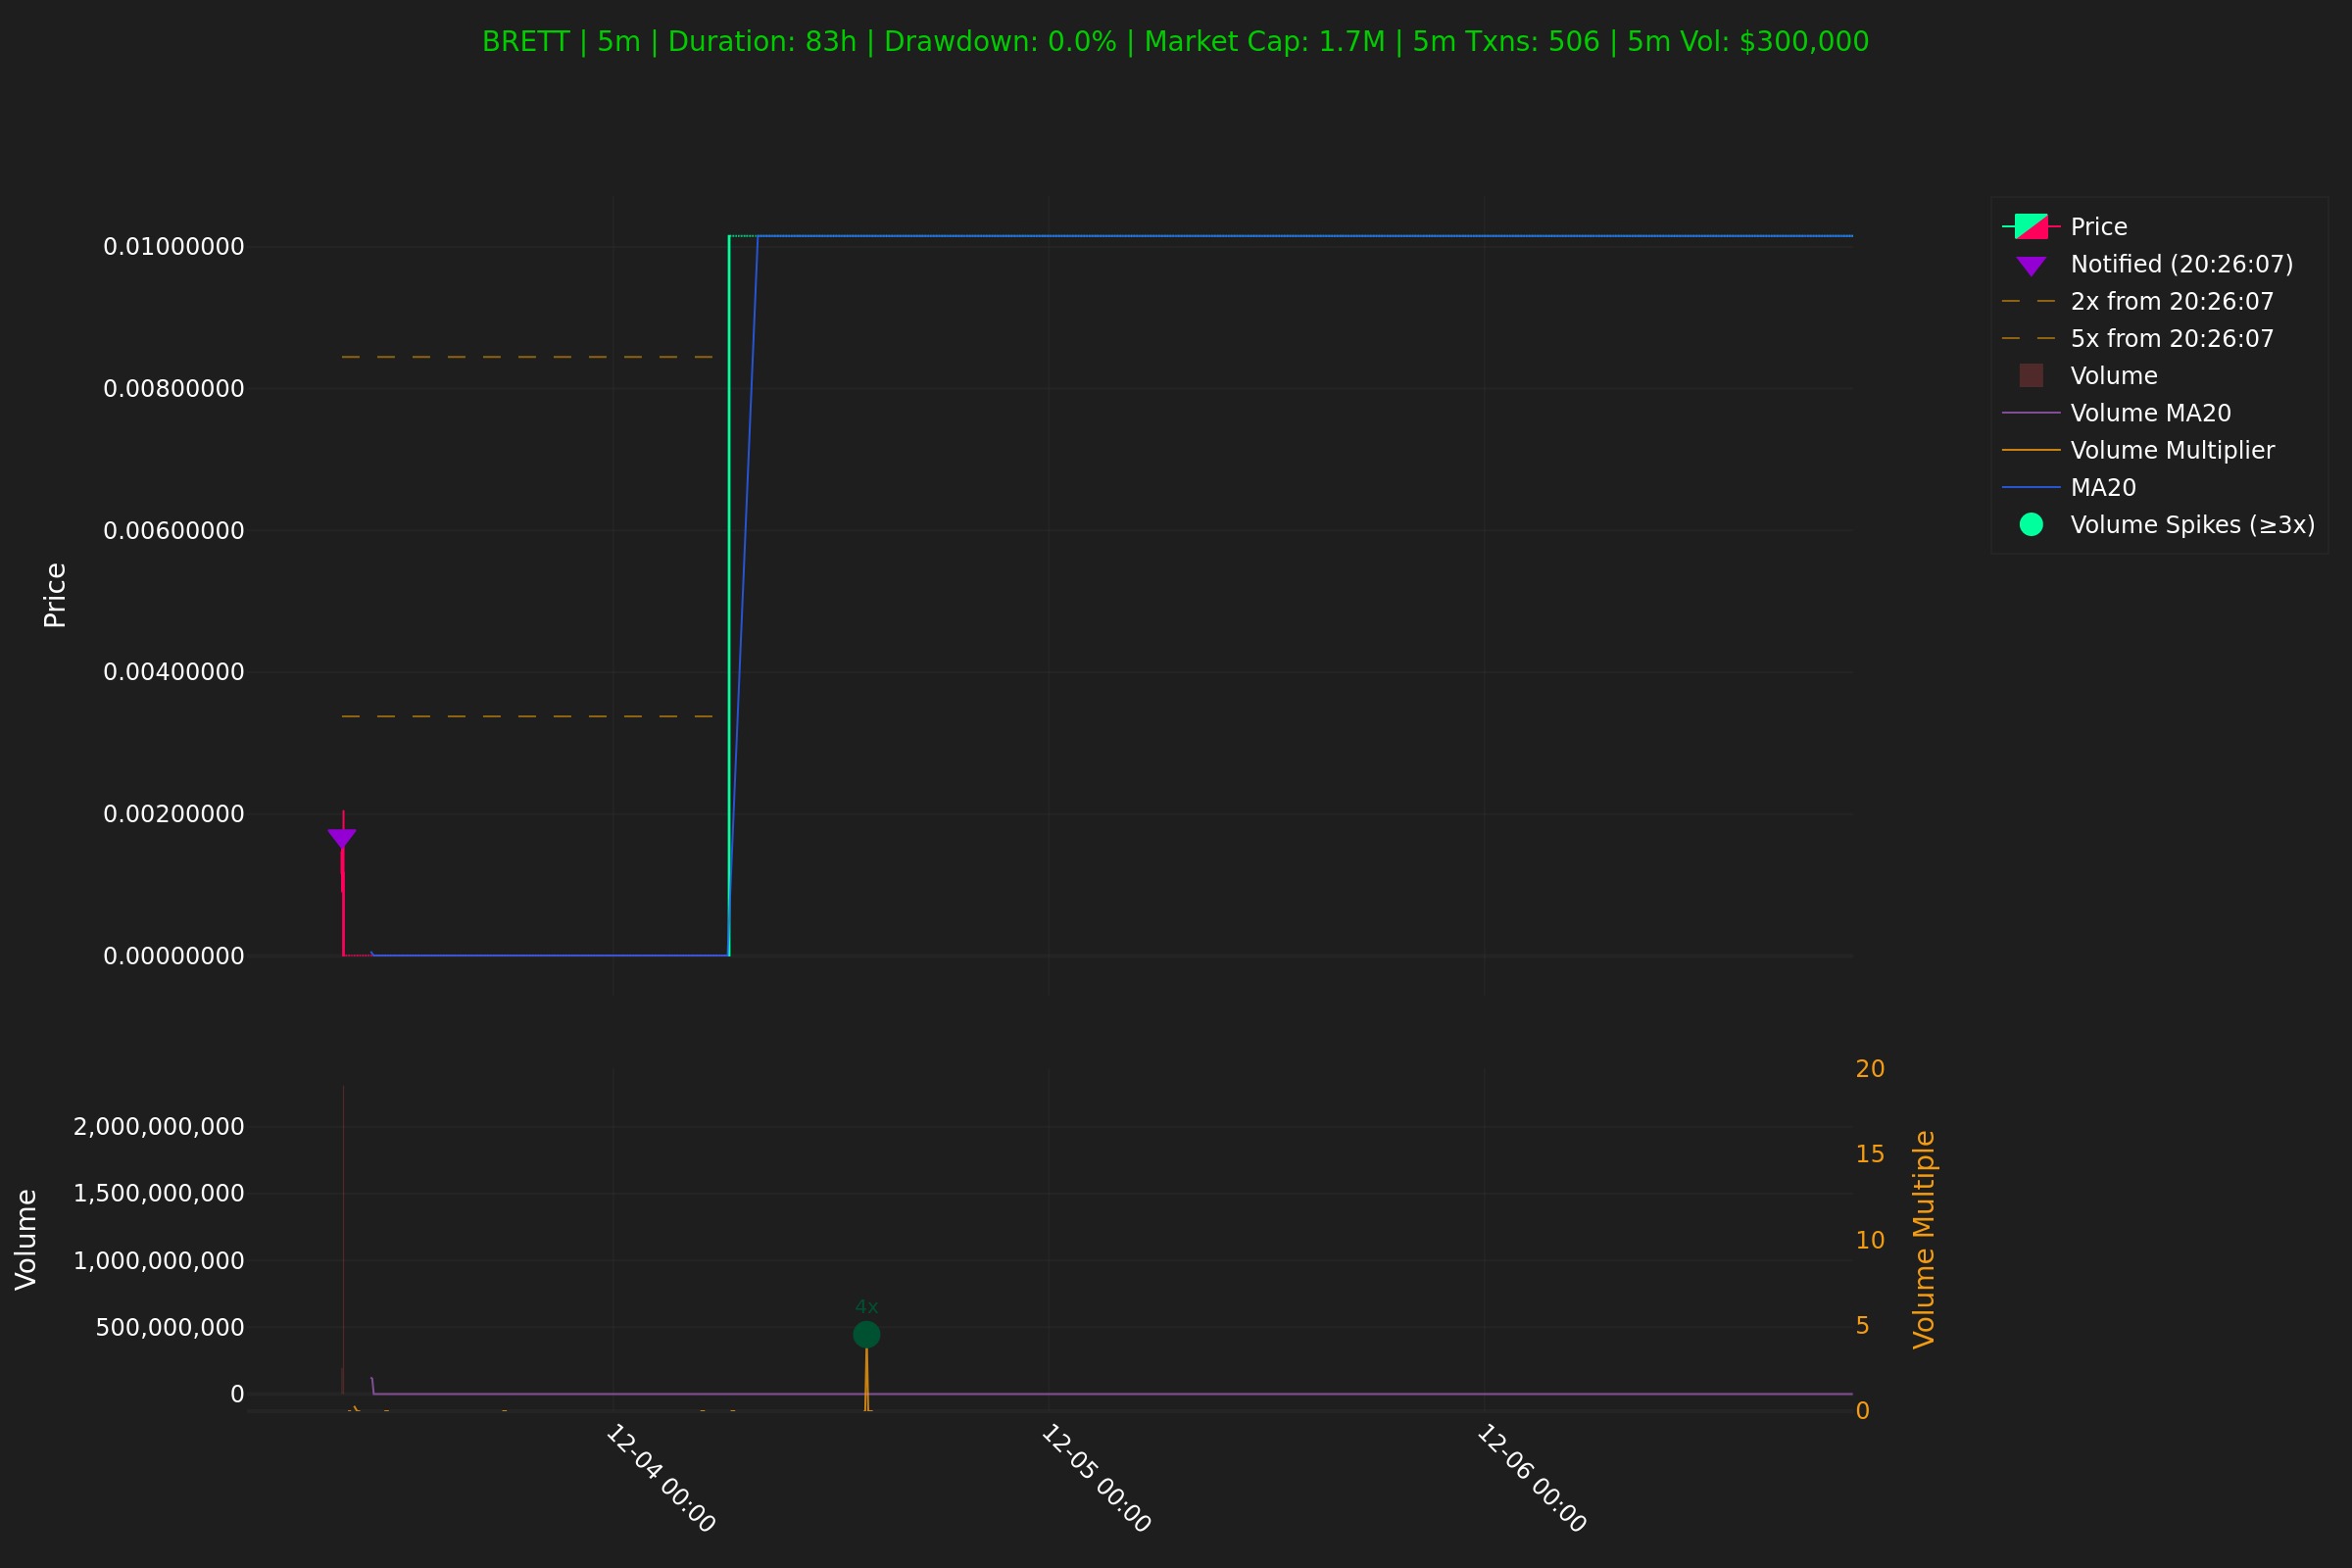 BRETT | 5m | Duration: 83h | Drawdown: 0.0% | Market Cap: 1.7M | 5m Txns: 506 | 5m Vol: $300,000
Price
0.01000000
0.00800000
0.00600000
0.00400000
0.00200000
0.00000000
Price
Notified (20:26:07)
2x from 20:26:07
5x from 20:26:07
Volume
Volume MA20
Volume Multiplier
MA20
Volume Spikes (≥3x)
Volume
2,000,000,000
1,500,000,000
1,000,000,000
500,000,000
0
4x
20
15
10
5
0
Volume Multiple
12-04 00:00
12-05 00:00
12-06 00:00